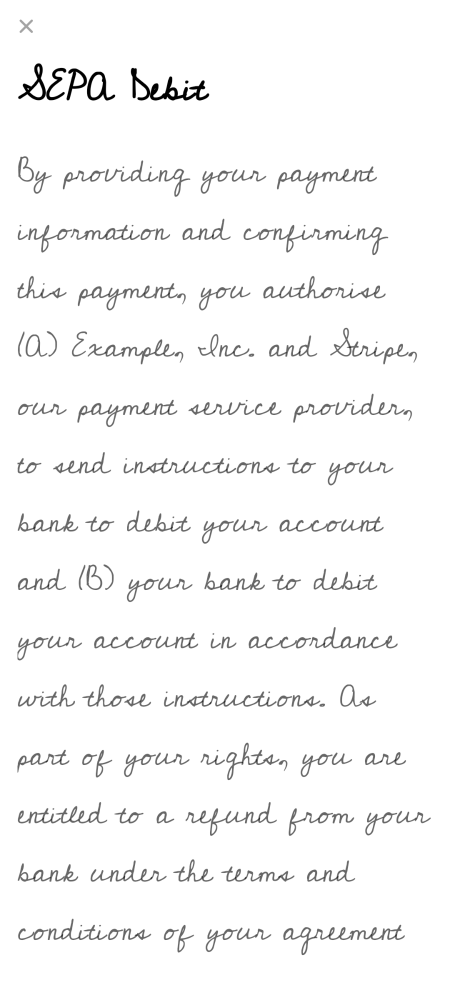 SEPA Debit
By providing your payment
information and confirming
this payment, you authorise
(A) Example, Inc. and Stripe,
our payment service provider,
to send instructions to your
bank to debit your account
and (B) your bank to debit
your account in accordance
with those instructions. As
part of your rights, you are
entitled to a refund from your
bank under the terms and
conditions of your agreement